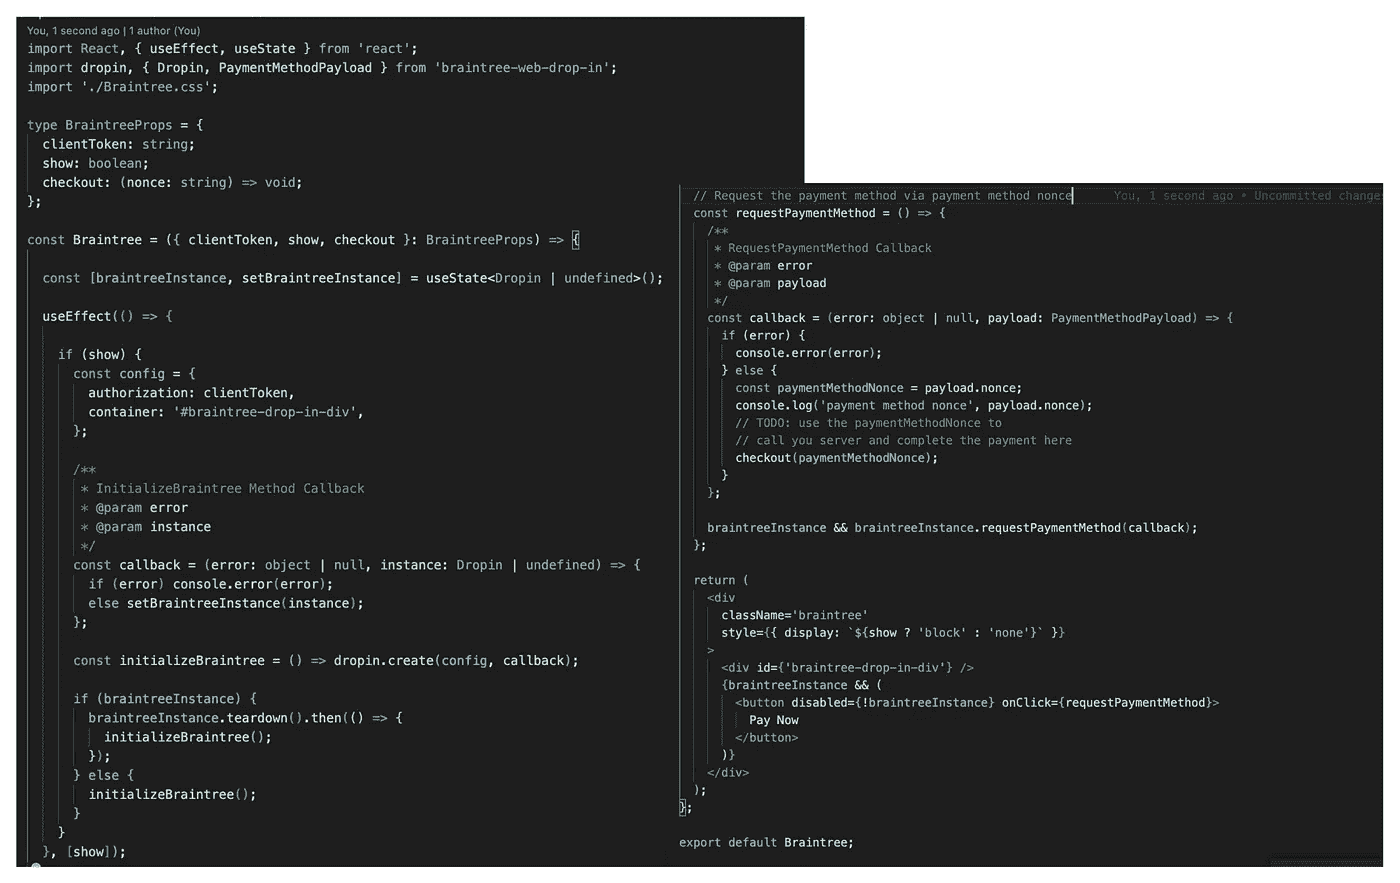 You, 1 second ago | 1 author (You)
import React, { useEffect, useState } from 'react';
import dropin, { Dropin, PaymentMethodPayload } from 'braintree-web-drop-in';
import './Braintree.css';
type BraintreeProps = {
clientToken: string;
show: boolean;
checkout: (nonce: string) => void;
};
const Braintree = ({ clientToken, show, checkout }: BraintreeProps) => {
const [braintreeInstance, setBraintreeInstance] = useState<Dropin | undefined>();
useEffect(() => {
if (show) {
const config = {
authorization: clientToken,
container: '#braintree-drop-in-div',
};
/**
* InitializeBraintree Method Callback
* @param error
* @param instance
*/
const callback = (error: object | null, instance: Dropin | undefined) => {
if (error) console.error(error);
else setBraintreeInstance(instance);
};
const initializeBraintree = () => dropin.create(config, callback);
if (braintreeInstance) {
braintreeInstance.teardown().then(() => {
initializeBraintree();
});
} else {
initializeBraintree();
}
}
}, [show]);
// Request the payment method via payment method nonce You, 1 second ago • Uncommitted change
const requestPaymentMethod = () => {
/**
* RequestPaymentMethod Callback
* @param error
* @param payload
*/
const callback = (error: object | null, payload: PaymentMethodPayload) => {
if (error) {
console.error(error);
} else {
const paymentMethodNonce = payload.nonce;
console.log('payment method nonce', payload.nonce);
// TODO: use the paymentMethodNonce to
// call you server and complete the payment here
checkout(paymentMethodNonce);
}
};
braintreeInstance && braintreeInstance.requestPaymentMethod(callback);
};
return (
<div
className='braintree'
style={{ display: `${show ? 'block' : 'none'}` }}
>
<div id={'braintree-drop-in-div'} />
{braintreeInstance && (
<button disabled={!braintreeInstance} onClick={requestPaymentMethod}>
Pay Now
</button>
)}
</div>
);
};
export default Braintree;